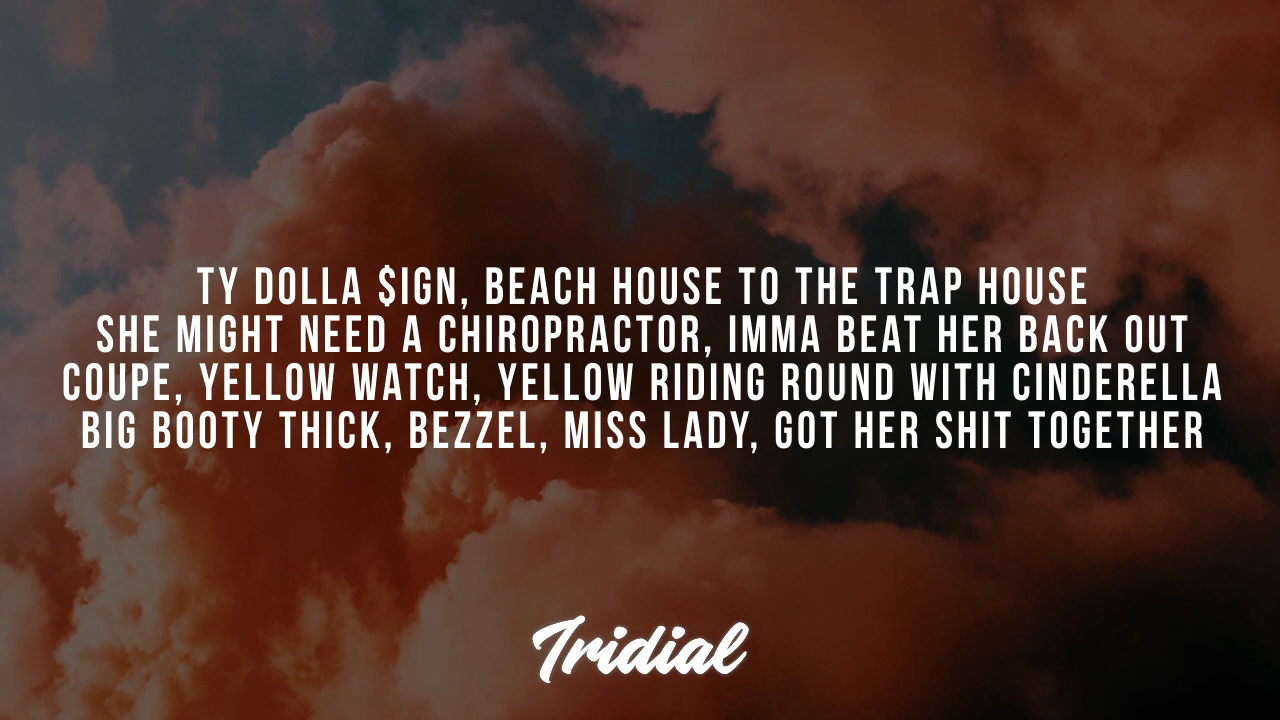 TY DOLLA $IGN, BEACH HOUSE TO THE TRAP HOUSE
SHE MIGHT NEED A CHIROPRACTOR, IMMA BEAT HER BACK OUT
COUPE, YELLOW WATCH, YELLOW RIDING ROUND WITH CINDERELLA
BIG BOOTY THICK, BEZZEL, MISS LADY, GOT HER SHIT TOGETHER
Tridial